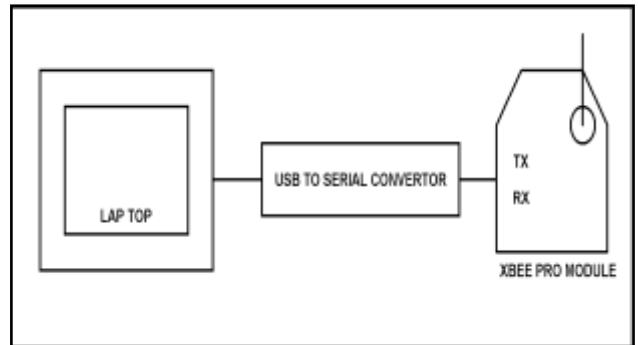 LAP TOP
USB TO SERIAL CONVERTOR
TX
RX
XBEE PRO MODULE